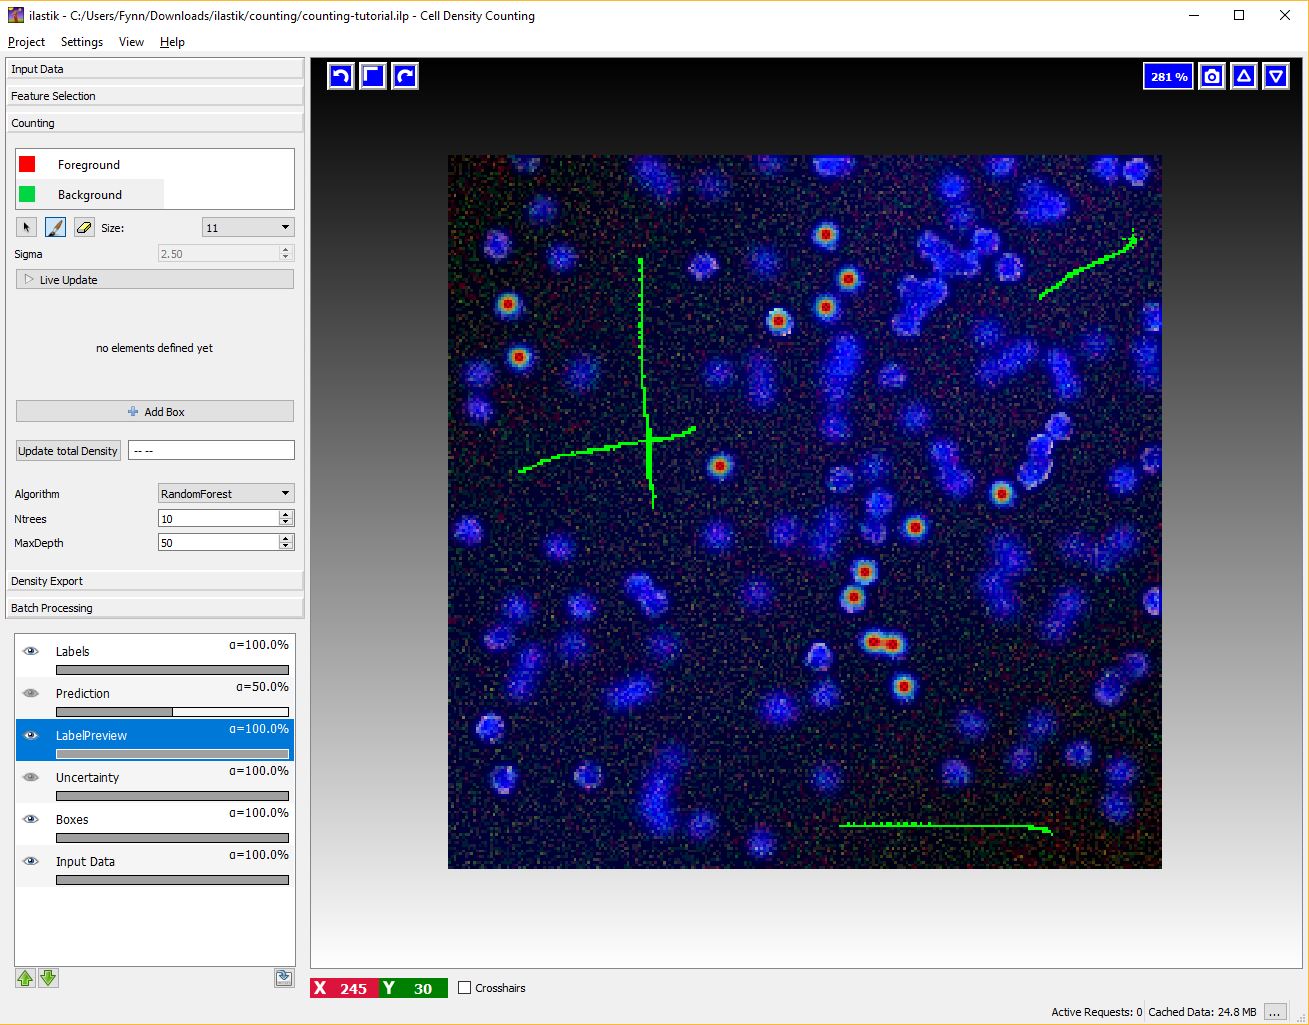 ilastik - C:/Users/Fynn/Downloads/ilastik/counting/counting-tutorial.ilp - Cell Density Counting
Project Settings View Help
Input Data
Feature Selection
Counting
Foreground
Background
Size: 11
Sigma 2.50
Live Update
no elements defined yet
Add Box
Update total Density -- --
Algorithm RandomForest
Ntrees 10
MaxDepth 50
Density Export
Batch Processing
Labels α=100.0%
Prediction α=50.0%
LabelPreview α=100.0%
Uncertainty α=100.0%
Boxes α=100.0%
Input Data α=100.0%
281 %
X 245 Y 30 Crosshairs
Active Requests: 0 Cached Data: 24.8 MB ...